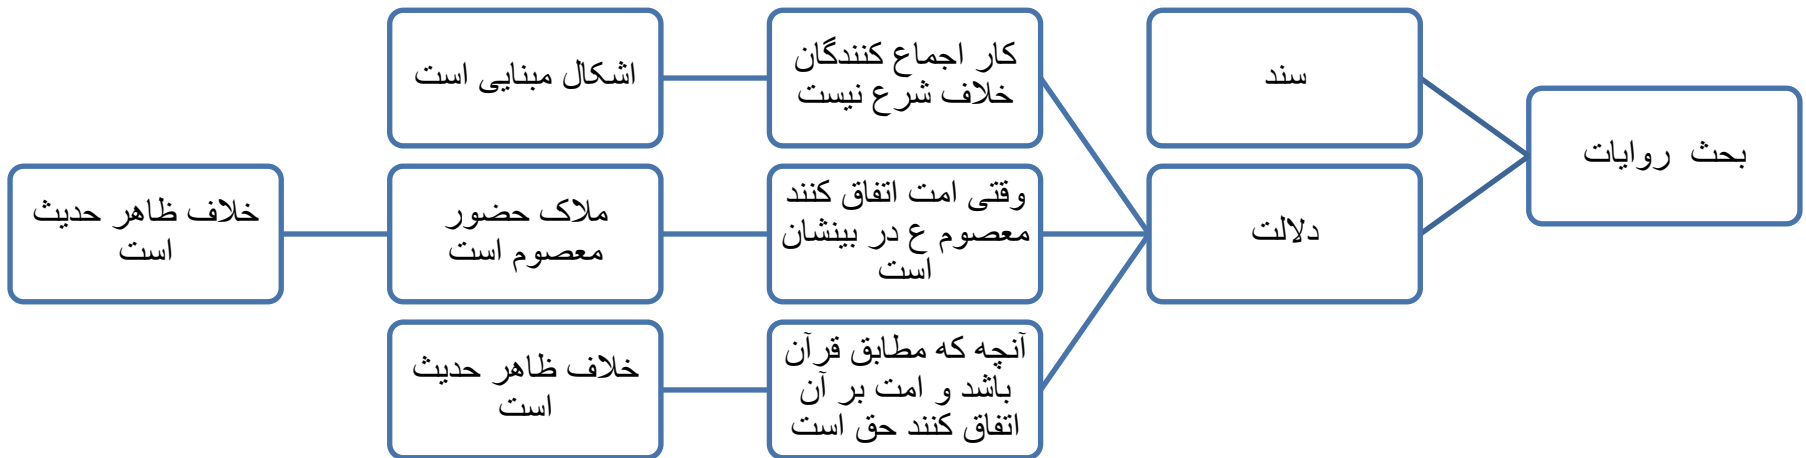 بحث روایات
سند
دلالت
کار اجماع کنندگان
خلاف شرع نیست
اشکال مبنایی است
وقتی امت اتفاق کنند
معصوم ع در بینشان
است
ملاک حضور
معصوم است
خلاف ظاهر حدیث
است
آنچه که مطابق قرآن
باشد و امت بر آن
اتفاق کنند حق است
خلاف ظاهر حدیث
است